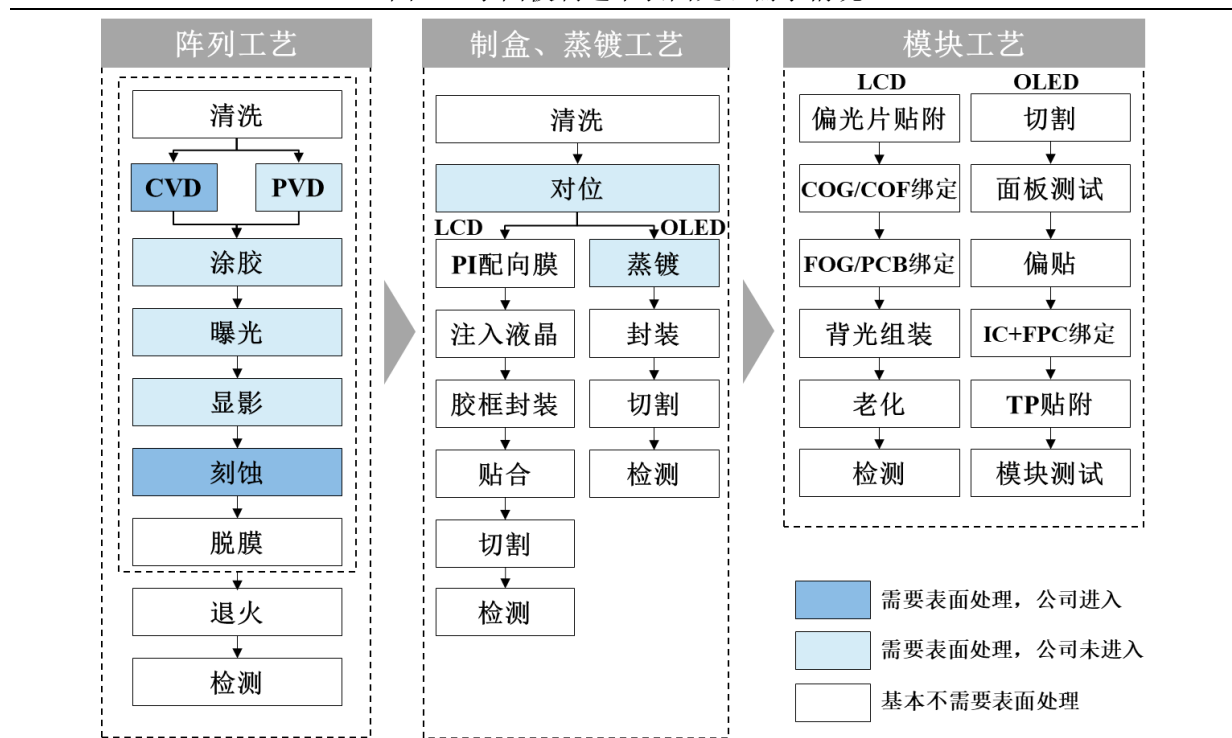 阵列工艺
清洗
CVD
PVD
涂胶
曝光
显影
刻蚀
脱膜
退火
检测
制盒、蒸镀工艺
清洗
对位
LCD
OLED
PI配向膜
蒸镀
注入液晶
封装
胶框封装
切割
贴合
检测
切割
检测
模块工艺
LCD
OLED
偏光片贴附
切割
COG/COF绑定
面板测试
FOG/PCB绑定
偏贴
背光组装
IC+FPC绑定
老化
TP贴附
检测
模块测试
需要表面处理，公司进入
需要表面处理，公司未进入
基本不需要表面处理